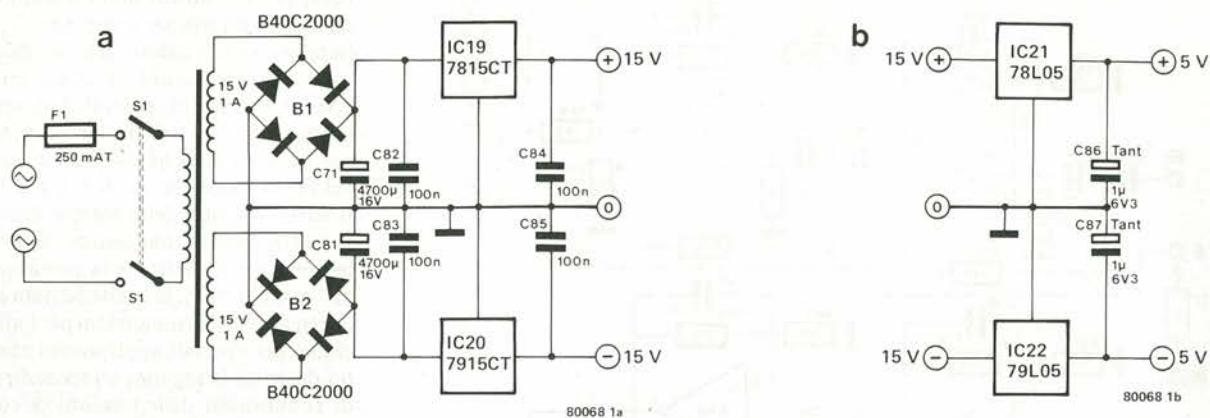 a
B40C2000
F1
250 mAT
S1
S1
15 V
1 A
B1
C71
4700µ
16V
C82
100n
IC19
7815CT
C84
100n
+ 15 V
0
C81
4700µ
16V
C83
100n
C85
100n
15 V
1 A
B2
B40C2000
IC20
7915CT
− 15 V
80068 1a
b
15 V +
IC21
78L05
+ 5 V
C86 Tant
1µ
6V3
0
C87 Tant
1µ
6V3
15 V −
IC22
79L05
− 5 V
80068 1b